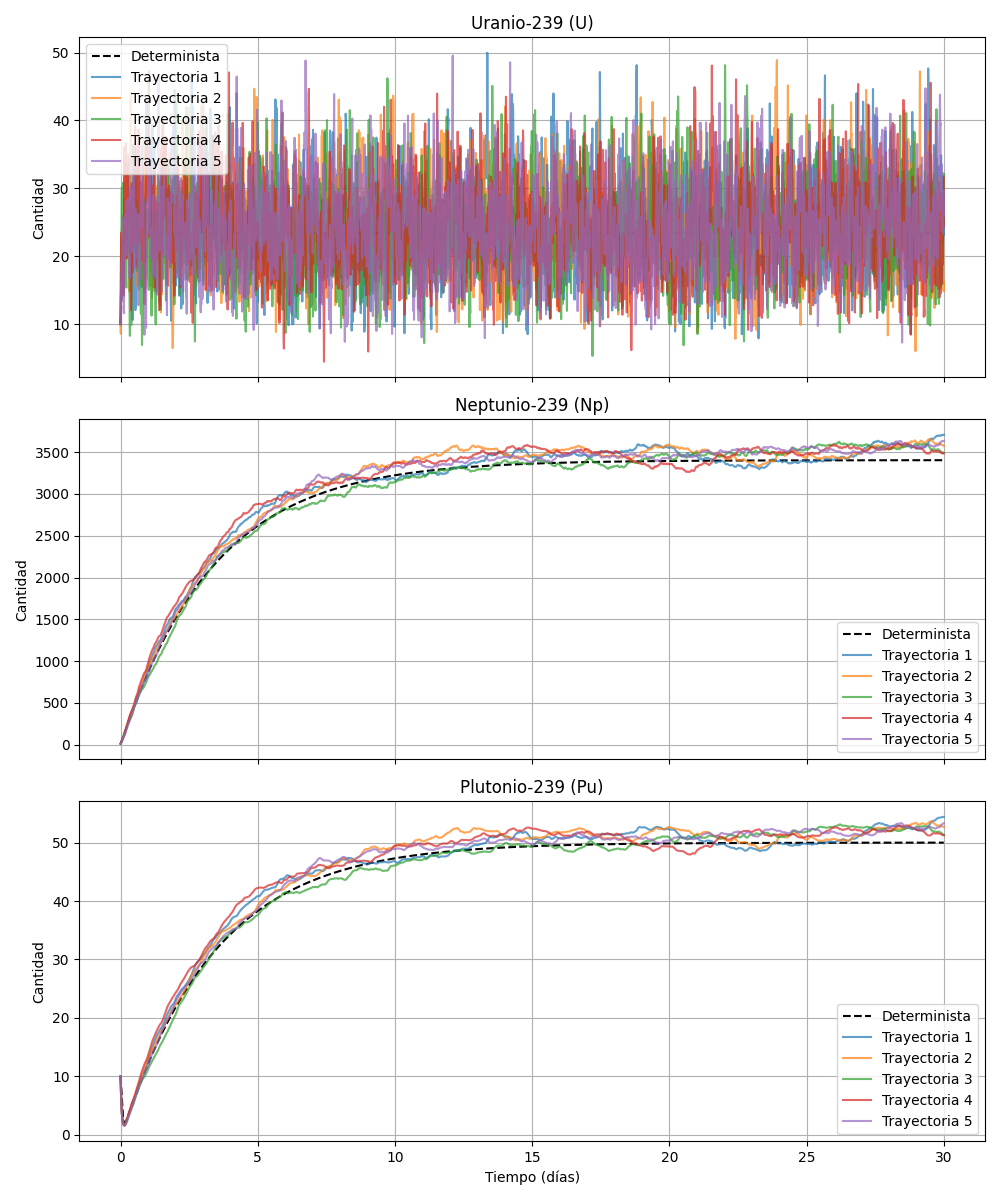 Uranio-239 (U)
50
40
30
20
10
Cantidad
Determinista
Trayectoria 1
Trayectoria 2
Trayectoria 3
Trayectoria 4
Trayectoria 5
Neptunio-239 (Np)
3500
3000
2500
2000
1500
1000
500
0
Cantidad
Determinista
Trayectoria 1
Trayectoria 2
Trayectoria 3
Trayectoria 4
Trayectoria 5
Plutonio-239 (Pu)
50
40
30
20
10
0
Cantidad
Determinista
Trayectoria 1
Trayectoria 2
Trayectoria 3
Trayectoria 4
Trayectoria 5
0 5 10 15 20 25 30
Tiempo (días)